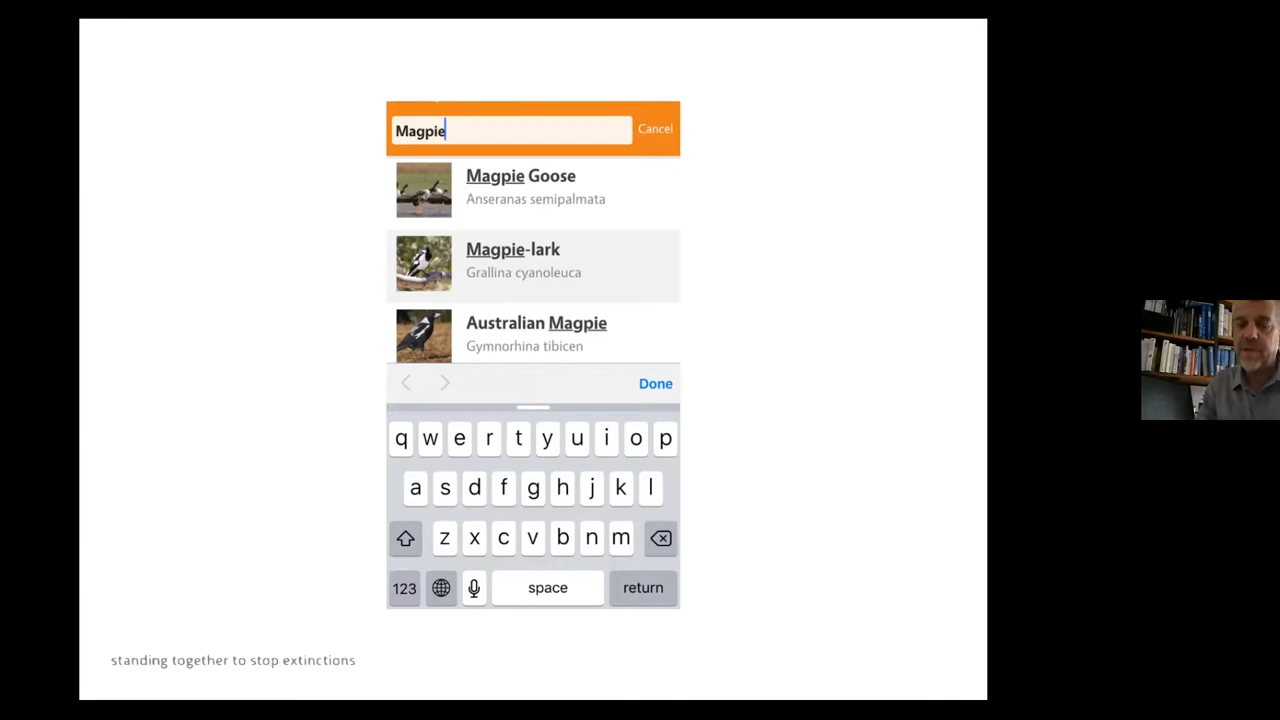 Magpie
Cancel
Magpie Goose
Anseranas semipalmata
Magpie-lark
Grallina cyanoleuca
Australian Magpie
Gymnorhina tibicen
Done
q w e r t y u i o p
a s d f g h j k l
z x c v b n m
123 space return
standing together to stop extinctions